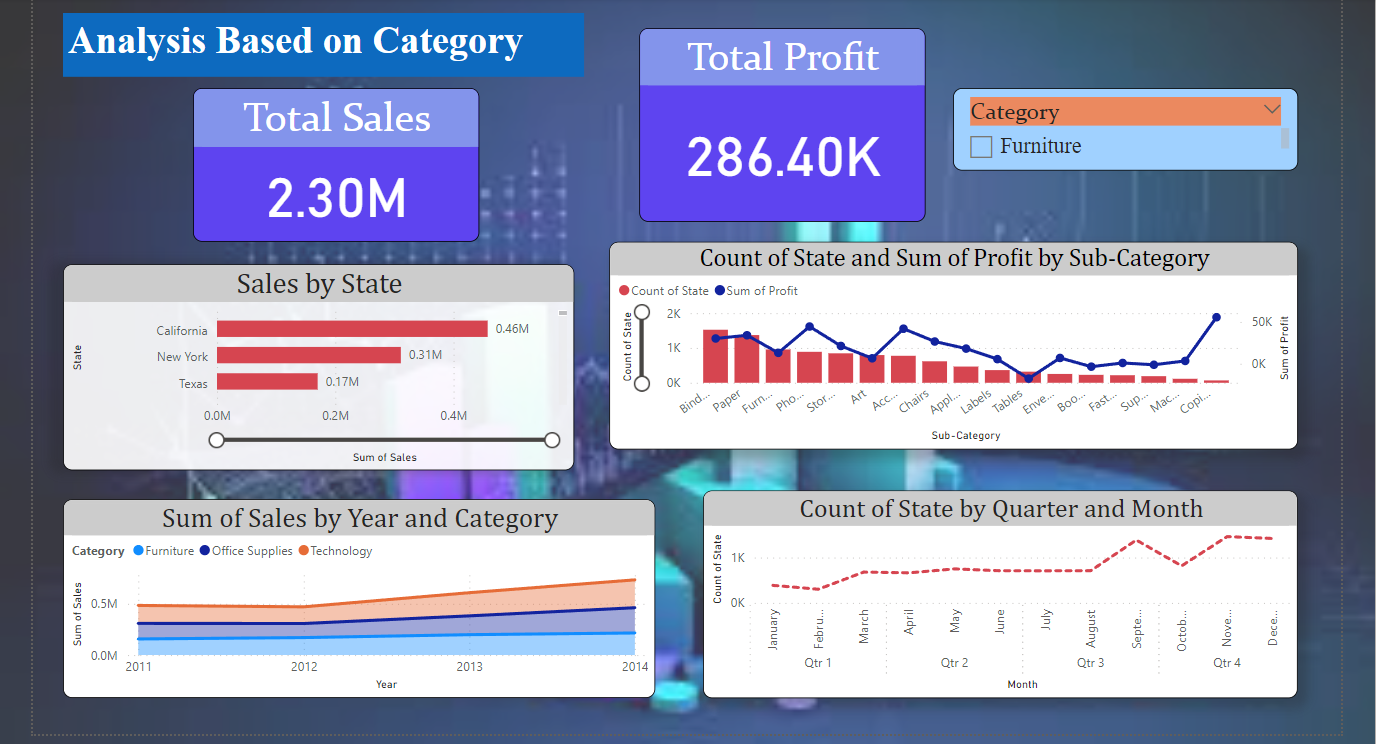 Analysis Based on Category
Total Sales
2.30M
Total Profit
286.40K
Category
Furniture
Sales by State
State
California
0.46M
New York
0.31M
Texas
0.17M
0.0M 0.2M 0.4M
Sum of Sales
Count of State and Sum of Profit by Sub-Category
Count of State Sum of Profit
Count of State
2K
1K
0K
50K
0K
Sum of Profit
Bind... Paper Furn... Pho... Stor... Art Acc... Chairs Appl... Labels Tables Enve... Boo... Fast... Sup... Mac... Copi...
Sub-Category
Sum of Sales by Year and Category
Category Furniture Office Supplies Technology
Sum of Sales
0.5M
0.0M
2011 2012 2013 2014
Year
Count of State by Quarter and Month
Count of State
1K
0K
January Febru... March April May June July August Septe... Octob... Nove... Dece...
Qtr 1 Qtr 2 Qtr 3 Qtr 4
Month